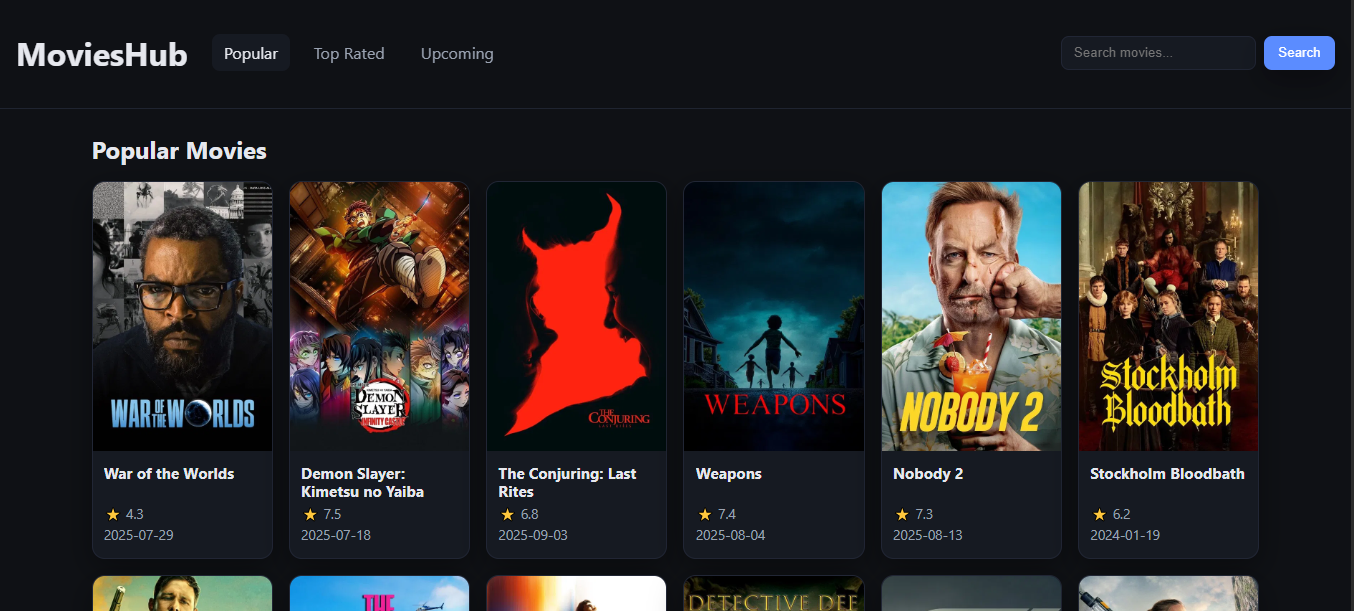 MoviesHub
Popular
Top Rated
Upcoming
Search movies...
Search
Popular Movies
WAR OF THE WORLDS
DEMON
SLAYER
INFINITY CASTLE
THE
CONJURING
LAST RITES
WEAPONS
NOBODY 2
Stockholm
Bloodbath
War of the Worlds
★ 4.3
2025-07-29
Demon Slayer:
Kimetsu no Yaiba
★ 7.5
2025-07-18
The Conjuring: Last
Rites
★ 6.8
2025-09-03
Weapons
★ 7.4
2025-08-04
Nobody 2
★ 7.3
2025-08-13
Stockholm Bloodbath
★ 6.2
2024-01-19
THE
DETECTIVE DEE